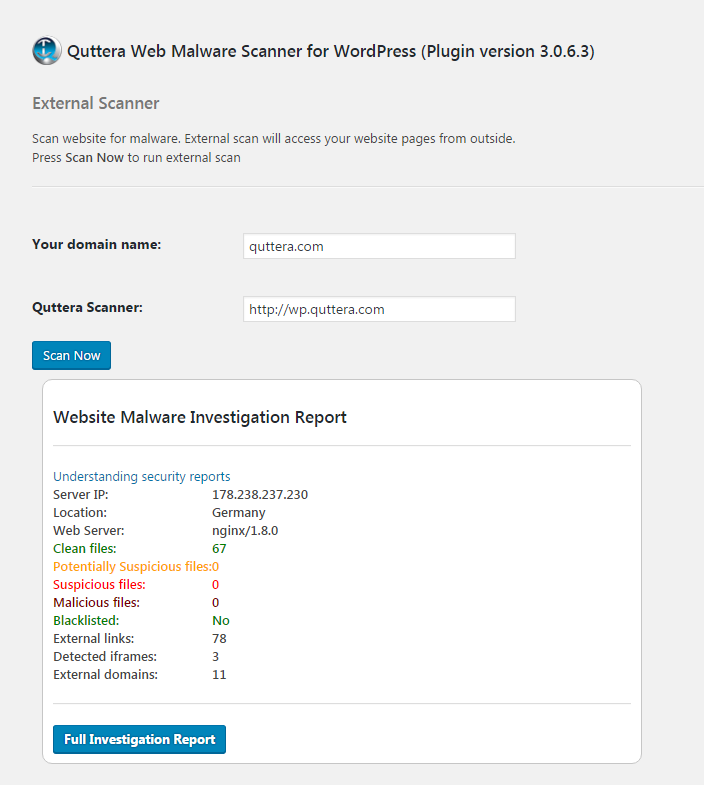 Quttera Web Malware Scanner for WordPress (Plugin version 3.0.6.3)
External Scanner
Scan website for malware. External scan will access your website pages from outside.
Press Scan Now to run external scan
Your domain name: quttera.com
Quttera Scanner: http://wp.quttera.com
Scan Now
Website Malware Investigation Report
Understanding security reports
Server IP: 178.238.237.230
Location: Germany
Web Server: nginx/1.8.0
Clean files: 67
Potentially Suspicious files:0
Suspicious files: 0
Malicious files: 0
Blacklisted: No
External links: 78
Detected iframes: 3
External domains: 11
Full Investigation Report